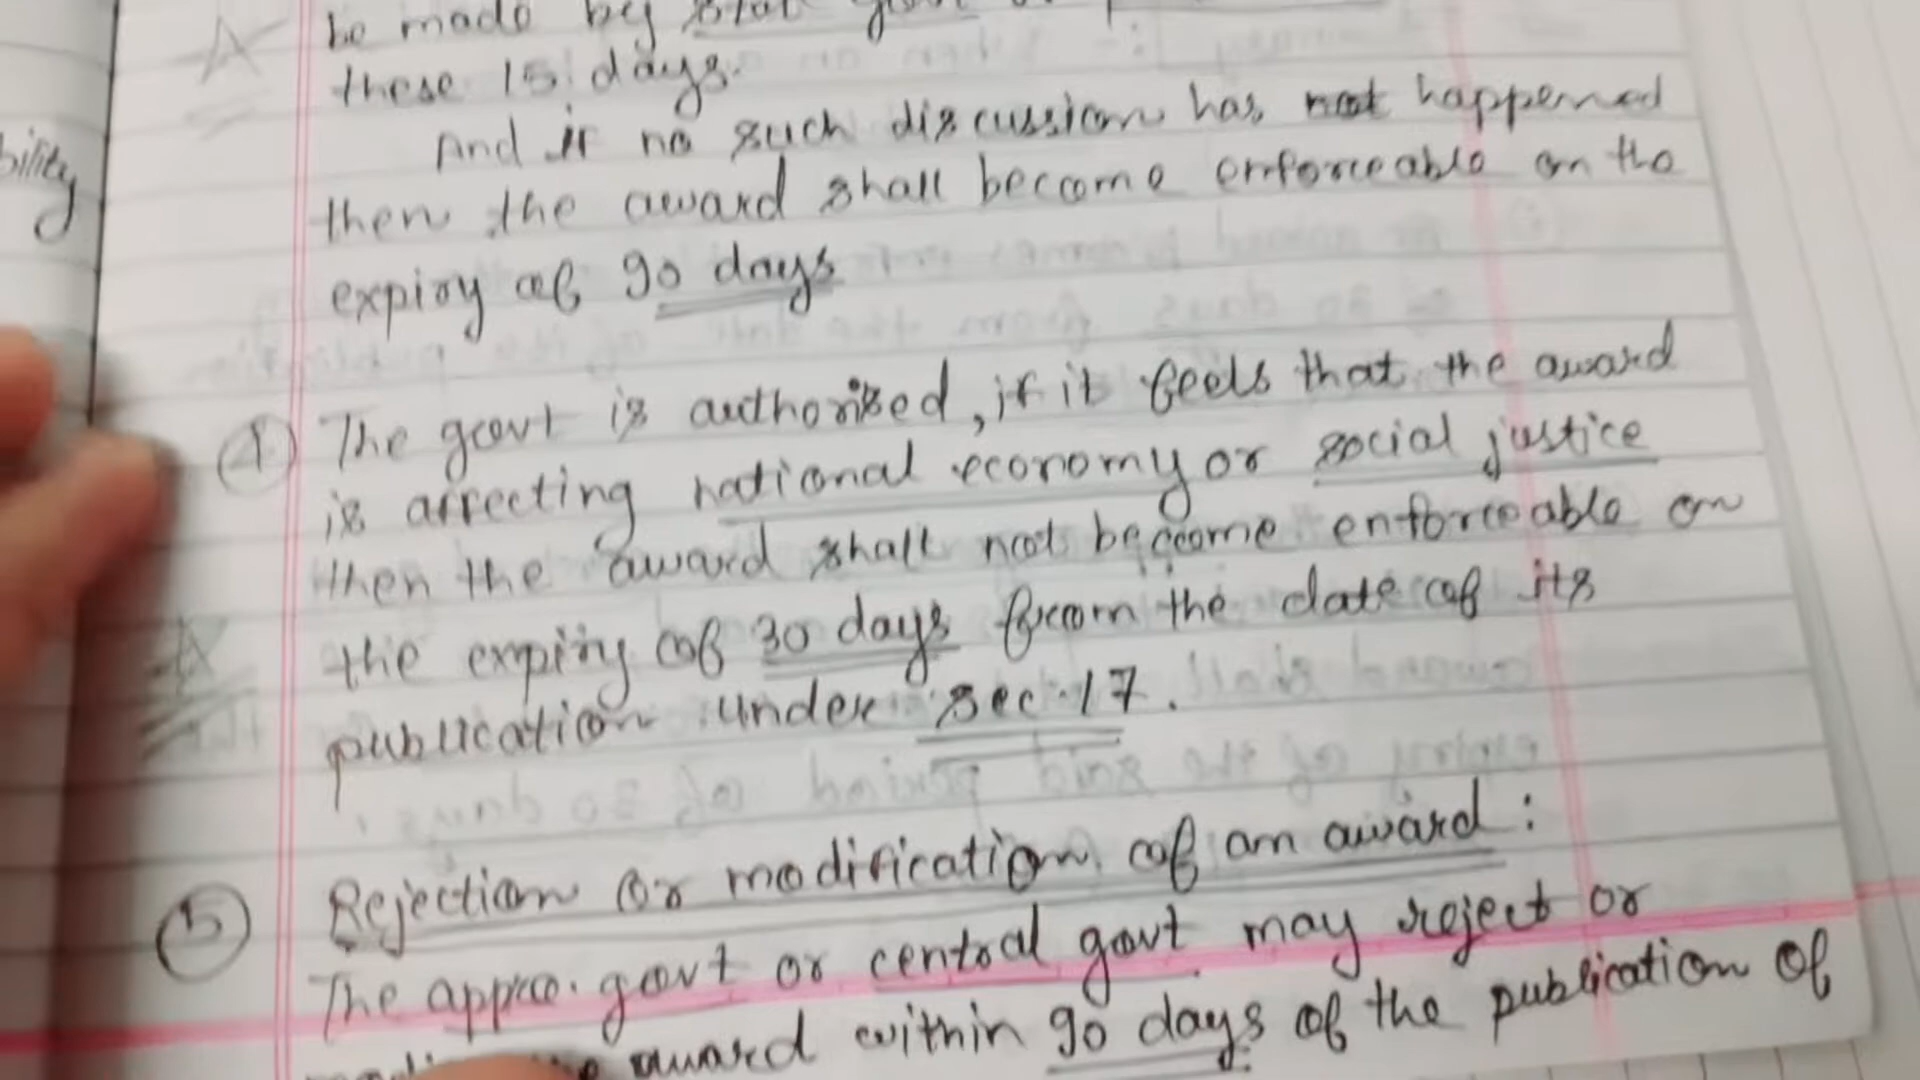 bility
be made by
these 15 days.
And if no such discussion has not happened
then the award shall become enforceable on the
expiry of 90 days
4 The govt is authorised, if it feels that the award
is affecting national economy or social justice
then the award shall not become enforceable on
the expiry of 30 days from the date of its
publication under Sec-17.
5 Rejection or modification of an award:
The appro. govt or central govt may reject or
award within 90 days of the publication of